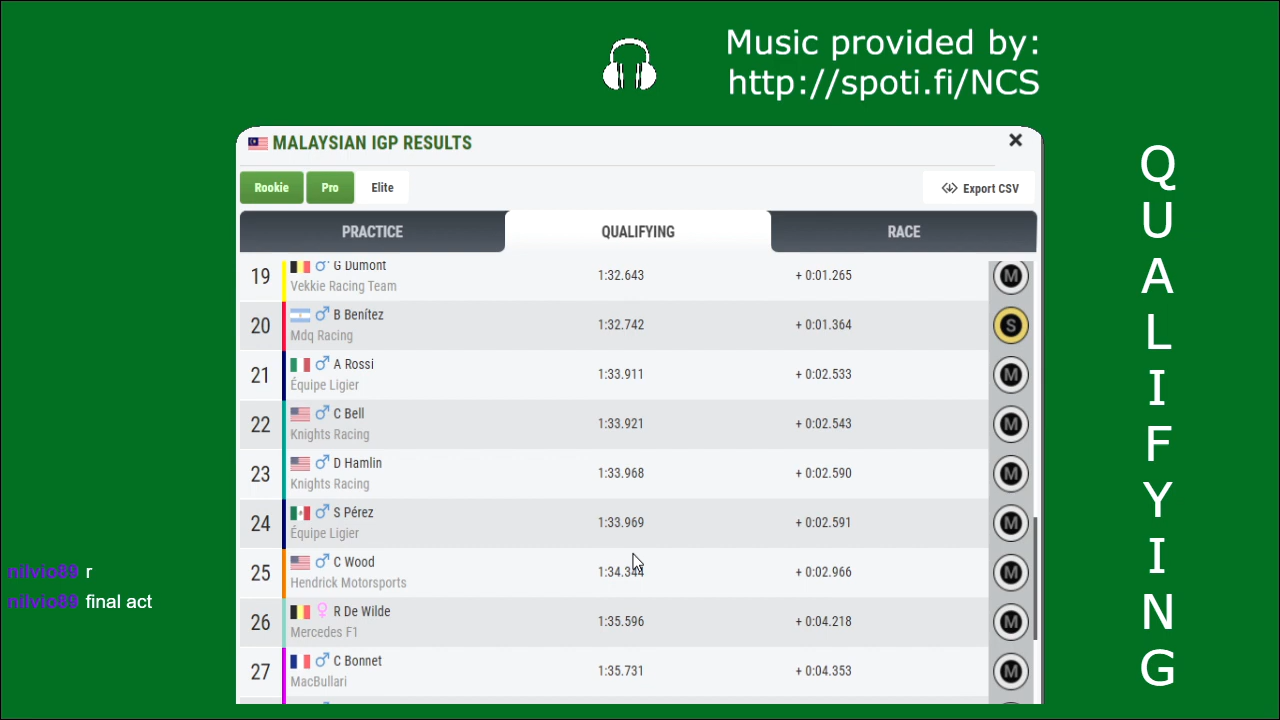 Music provided by:
http://spoti.fi/NCS
MALAYSIAN IGP RESULTS
Rookie Pro Elite Export CSV
PRACTICE QUALIFYING RACE
19 G Dumont 1:32.643 + 0:01.265 M
Vekkie Racing Team
20 B Benítez 1:32.742 + 0:01.364 S
Mdq Racing
21 A Rossi 1:33.911 + 0:02.533 M
Équipe Ligier
22 C Bell 1:33.921 + 0:02.543 M
Knights Racing
23 D Hamlin 1:33.968 + 0:02.590 M
Knights Racing
24 S Pérez 1:33.969 + 0:02.591 M
Équipe Ligier
25 C Wood 1:34.344 + 0:02.966 M
Hendrick Motorsports
26 R De Wilde 1:35.596 + 0:04.218 M
Mercedes F1
27 C Bonnet 1:35.731 + 0:04.353 M
MacBullari
nilvio89 r
nilvio89 final act
QUALIFYING